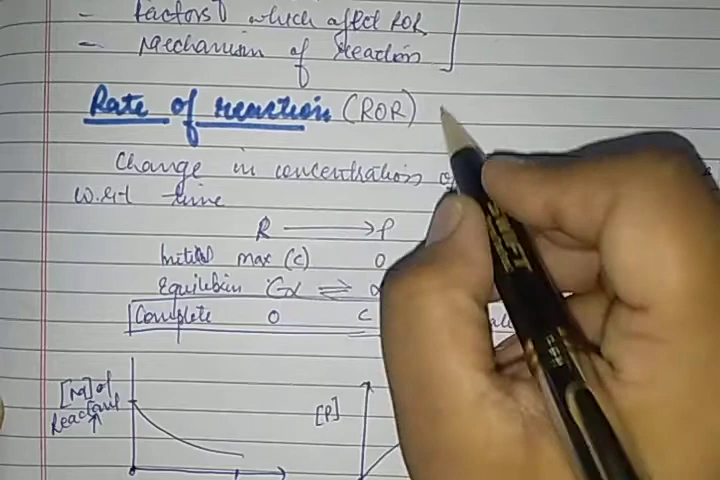 - Factors which affect ROR
- Mechanism of reaction
Rate of reaction (ROR)
Change in concentration
w.r.t time
R ⟶ P
Initial max (C) 0
Equilibrium C-x ⇌ x
Complete 0 C
[M] of
Reactant
[P]